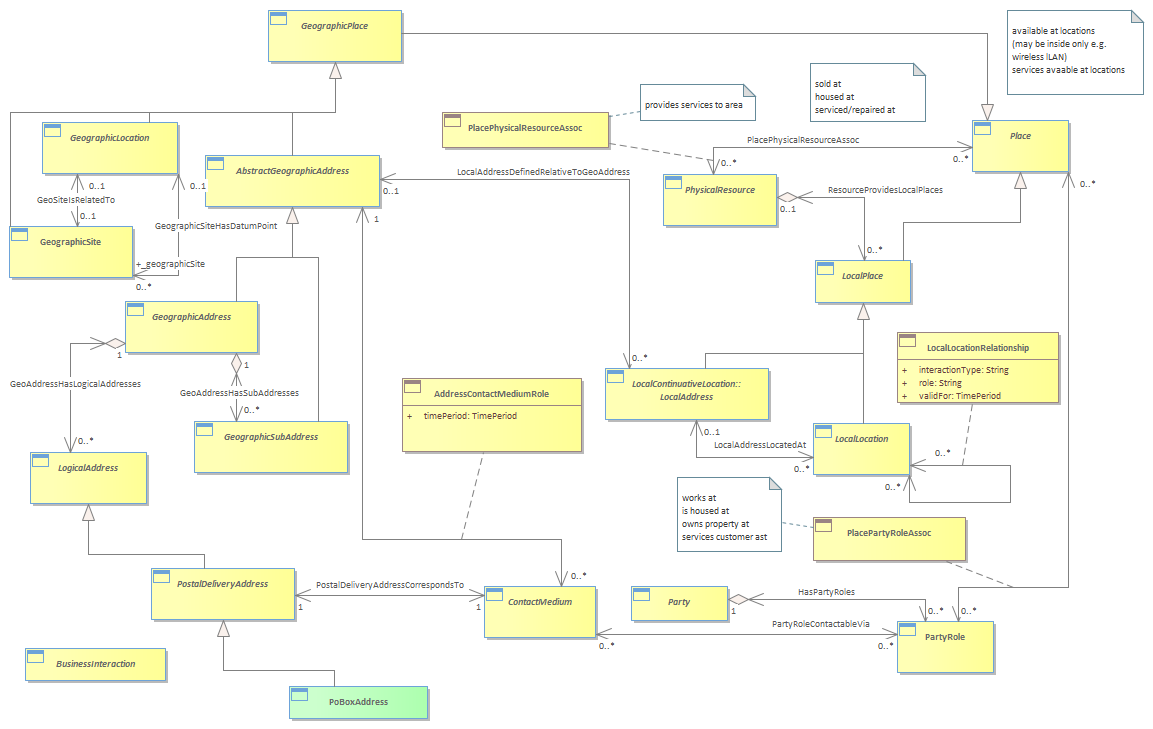 GeographicPlace
available at locations
(may be inside only e.g.
wireless lLAN)
services avaable at locations
sold at
housed at
serviced/repaired at
provides services to area
PlacePhysicalResourceAssoc
GeographicLocation
Place
PlacePhysicalResourceAssoc
0..*
0..*
AbstractGeographicAddress
LocalAddressDefinedRelativeToGeoAddress
0..1
0..1
0..1
PhysicalResource
ResourceProvidesLocalPlaces
0..*
0..1
GeoSiteIsRelatedTo
0..1
1
GeographicSiteHasDatumPoint
GeographicSite
0..*
+_geographicSite
0..*
LocalPlace
GeographicAddress
1
LocalLocationRelationship
0..*
1
+ interactionType: String
+ role: String
+ validFor: TimePeriod
GeoAddressHasLogicalAddresses
GeoAddressHasSubAddresses
LocalContinuativeLocation::
LocalAddress
AddressContactMediumRole
+ timePeriod: TimePeriod
0..*
0..1
GeographicSubAddress
LocalLocation
0..*
LocalAddressLocatedAt
0..*
LogicalAddress
0..*
0..*
works at
is housed at
owns property at
services customer ast
PlacePartyRoleAssoc
PostalDeliveryAddress
0..*
PostalDeliveryAddressCorrespondsTo
HasPartyRoles
ContactMedium
Party
1
1
1
0..*
0..*
PartyRoleContactableVia
PartyRole
0..*
0..*
BusinessInteraction
PoBoxAddress